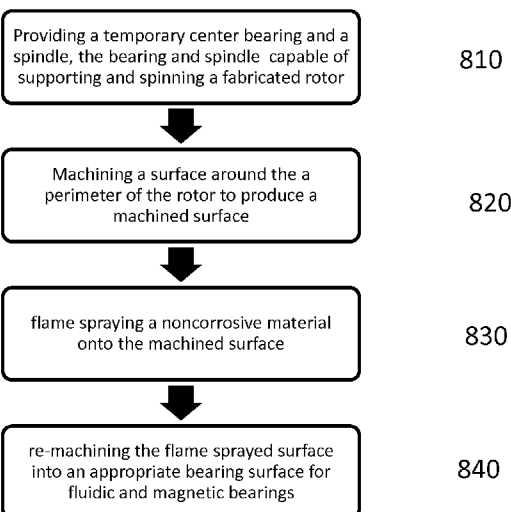 Providing a temporary center bearing and a
spindle, the bearing and spindle capable of
supporting and spinning a fabricated rotor
810
Machining a surface around the a
perimeter of the rotor to produce a
machined surface
820
flame spraying a noncorrosive material
onto the machined surface
830
re-machining the flame sprayed surface
into an appropriate bearing surface for
fluidic and magnetic bearings
840